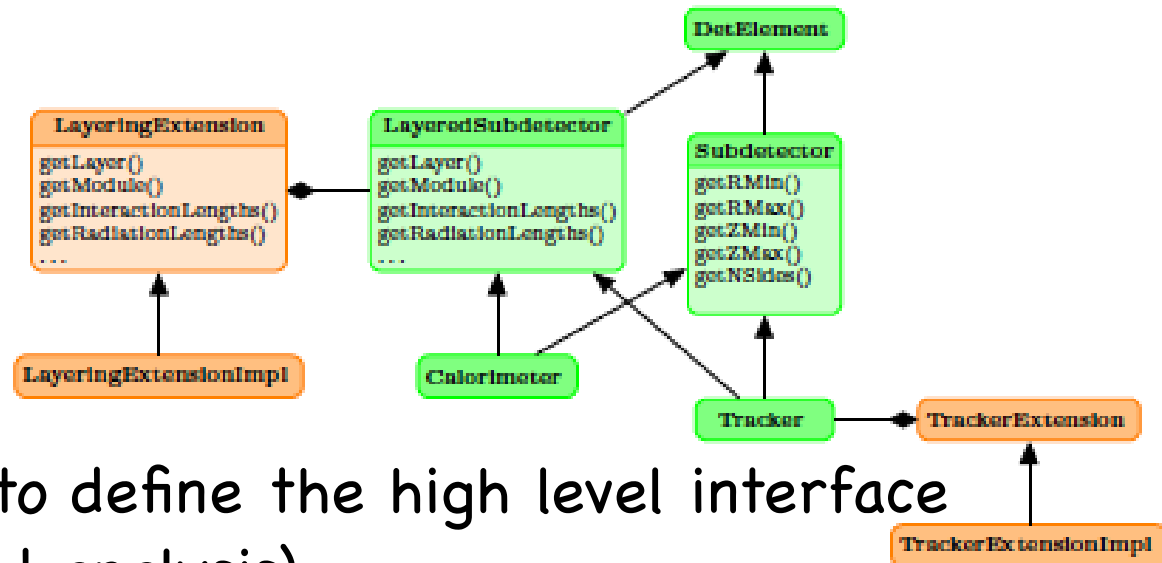 DetElement
LayeringExtension
getLayer()
getModule()
getInteractionLengths()
getRadiationLengths()
...
LayeredSubdetector
getLayer()
getModule()
getInteractionLengths()
getRadiationLengths()
...
Subdetector
getRMin()
getRMax()
getZMin()
getZMax()
getNSides()
LayeringExtensionImpl
Calorimeter
Tracker
TrackerExtension
to define the high level interface
TrackerExtensionImpl
analysis)